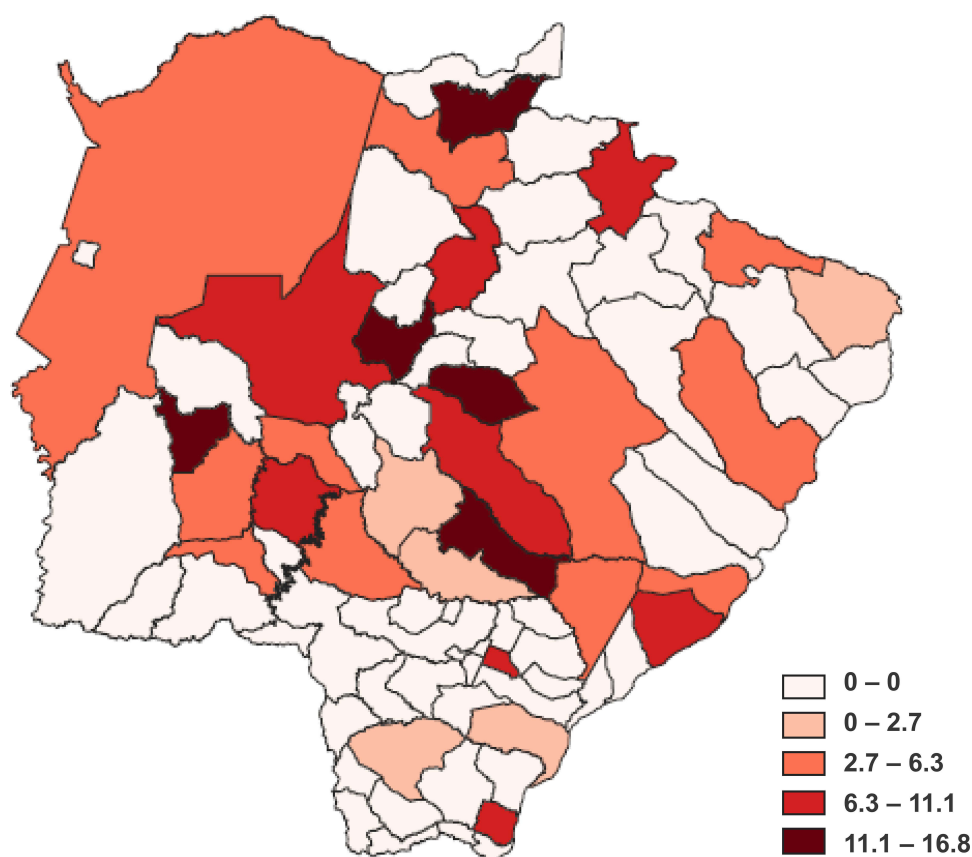 0 – 0
0 – 2.7
2.7 – 6.3
6.3 – 11.1
11.1 – 16.8